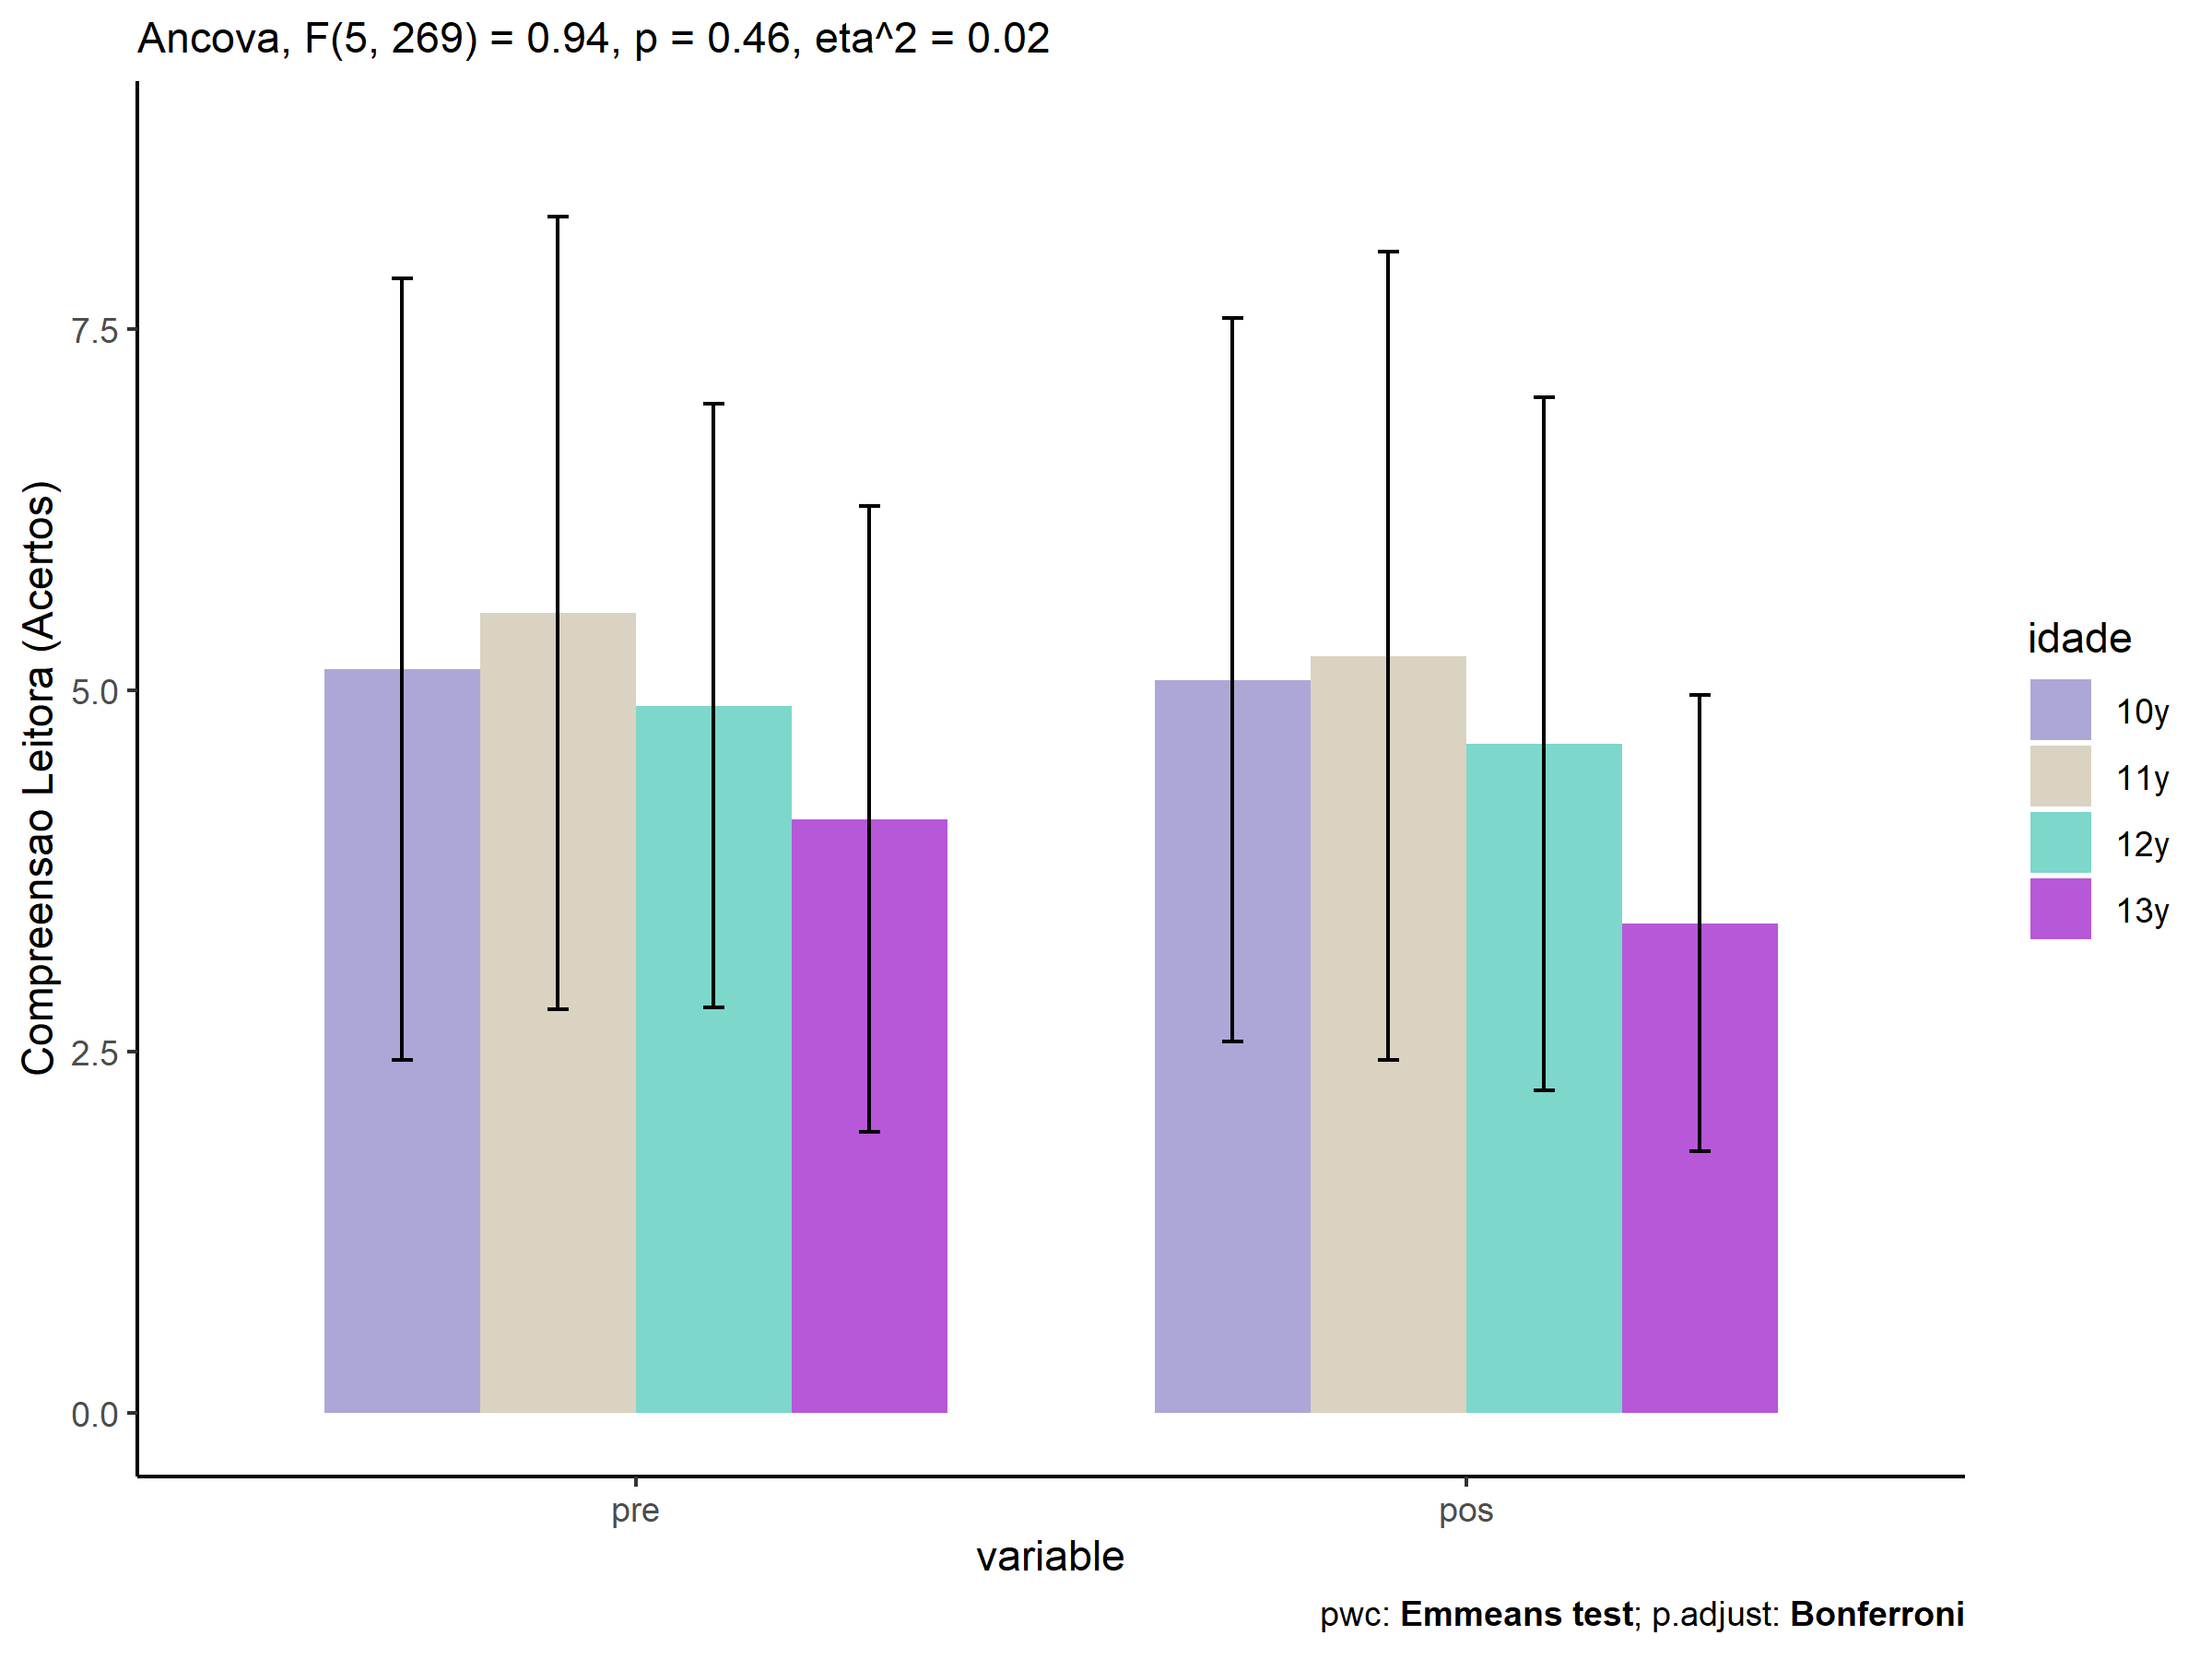 Ancova, F(5, 269) = 0.94, p = 0.46, eta^2 = 0.02
Compreensao Leitora (Acertos)
7.5
5.0
2.5
0.0
pre
pos
variable
idade
10y
11y
12y
13y
pwc: Emmeans test; p.adjust: Bonferroni